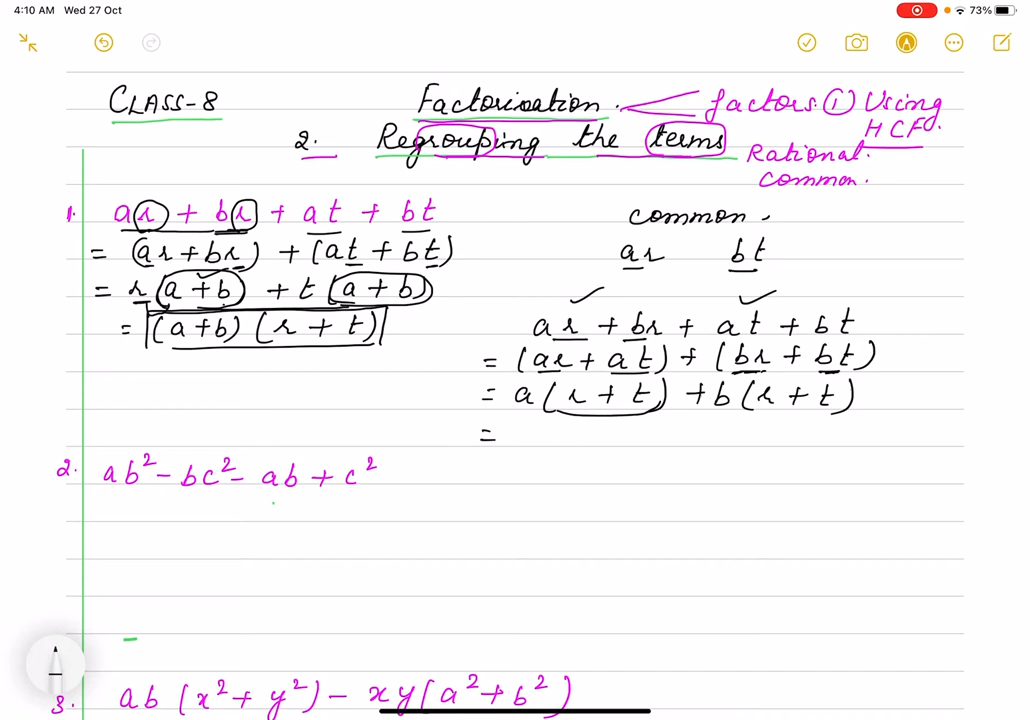 4:10 AM Wed 27 Oct
73%
CLASS-8
Factorisation.
factors. ① Using HCF.
2. Regrouping the terms
Rational common.
1. ar + br + at + bt
= (ar + br) + (at + bt)
= r(a + b) + t(a + b)
= (a+b) (r + t)
common.
ar bt
ar + br + at + bt
= (ar + at) + (br + bt)
= a(r + t) + b(r + t)
=
2. ab² - bc² - ab + c²
3. ab (x² + y²) - xy(a² + b²)